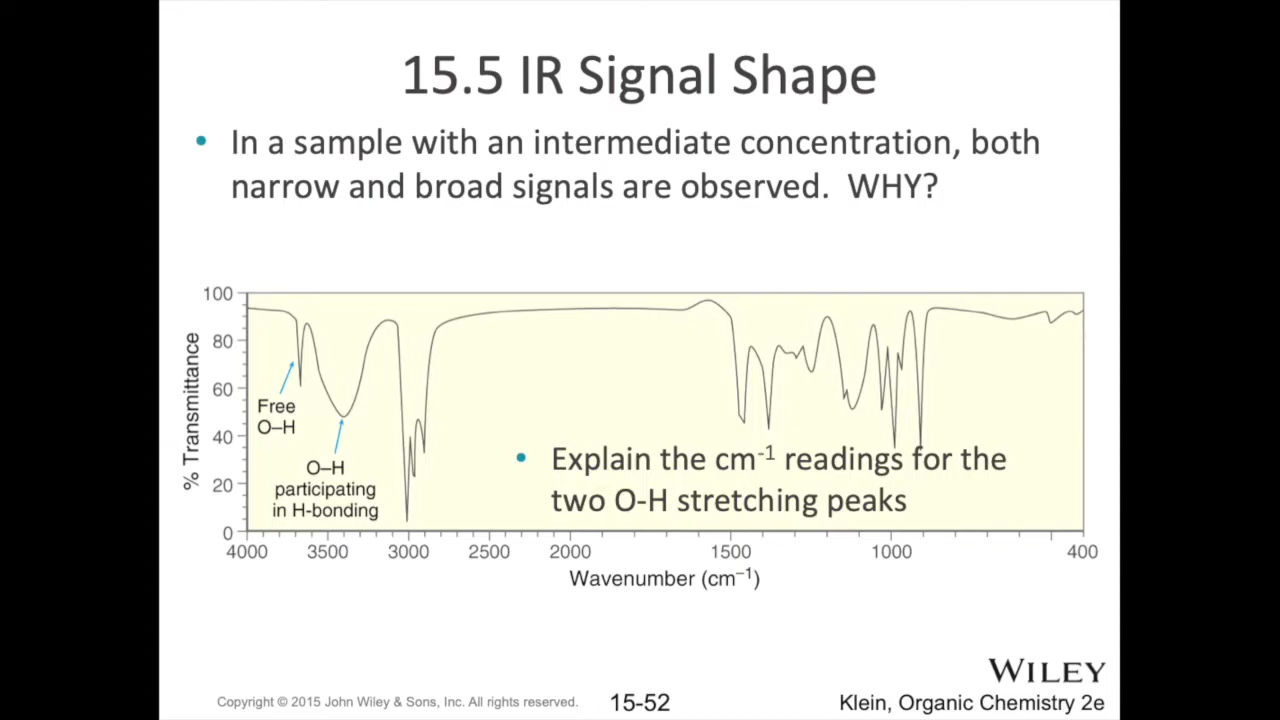 15.5 IR Signal Shape
• In a sample with an intermediate concentration, both
narrow and broad signals are observed.  WHY?
% Transmittance
100
80
60
40
20
0
Free
O–H
O–H
participating
in H-bonding
• Explain the cm⁻¹ readings for the
two O-H stretching peaks
4000 3500 3000 2500 2000 1500 1000 400
Wavenumber (cm⁻¹)
WILEY
Copyright © 2015 John Wiley & Sons, Inc. All rights reserved. 15-52 Klein, Organic Chemistry 2e